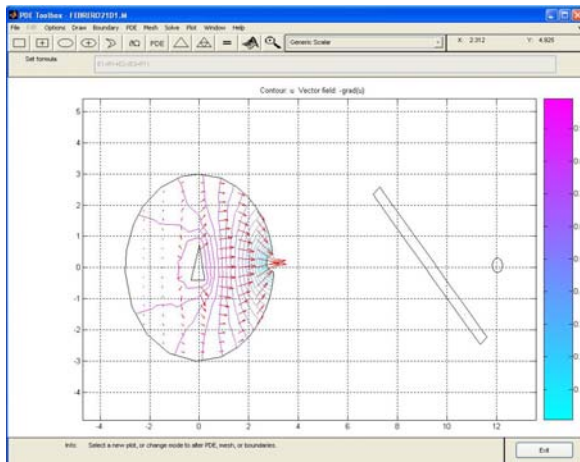 PDE Toolbox - FEBRERO21D1.M
File Edit Options Draw Boundary PDE Mesh Solve Plot Window Help
PDE = Generic Scalar X: 2.312 Y: 4.825
Set formula:
Contour: u Vector field: -grad(u)
5
4
3
2
1
0
-1
-2
-3
-4
-4 -2 0 2 4 6 8 10 12
Info: Select a new plot, or change mode to alter PDE, mesh, or boundaries.
Exit